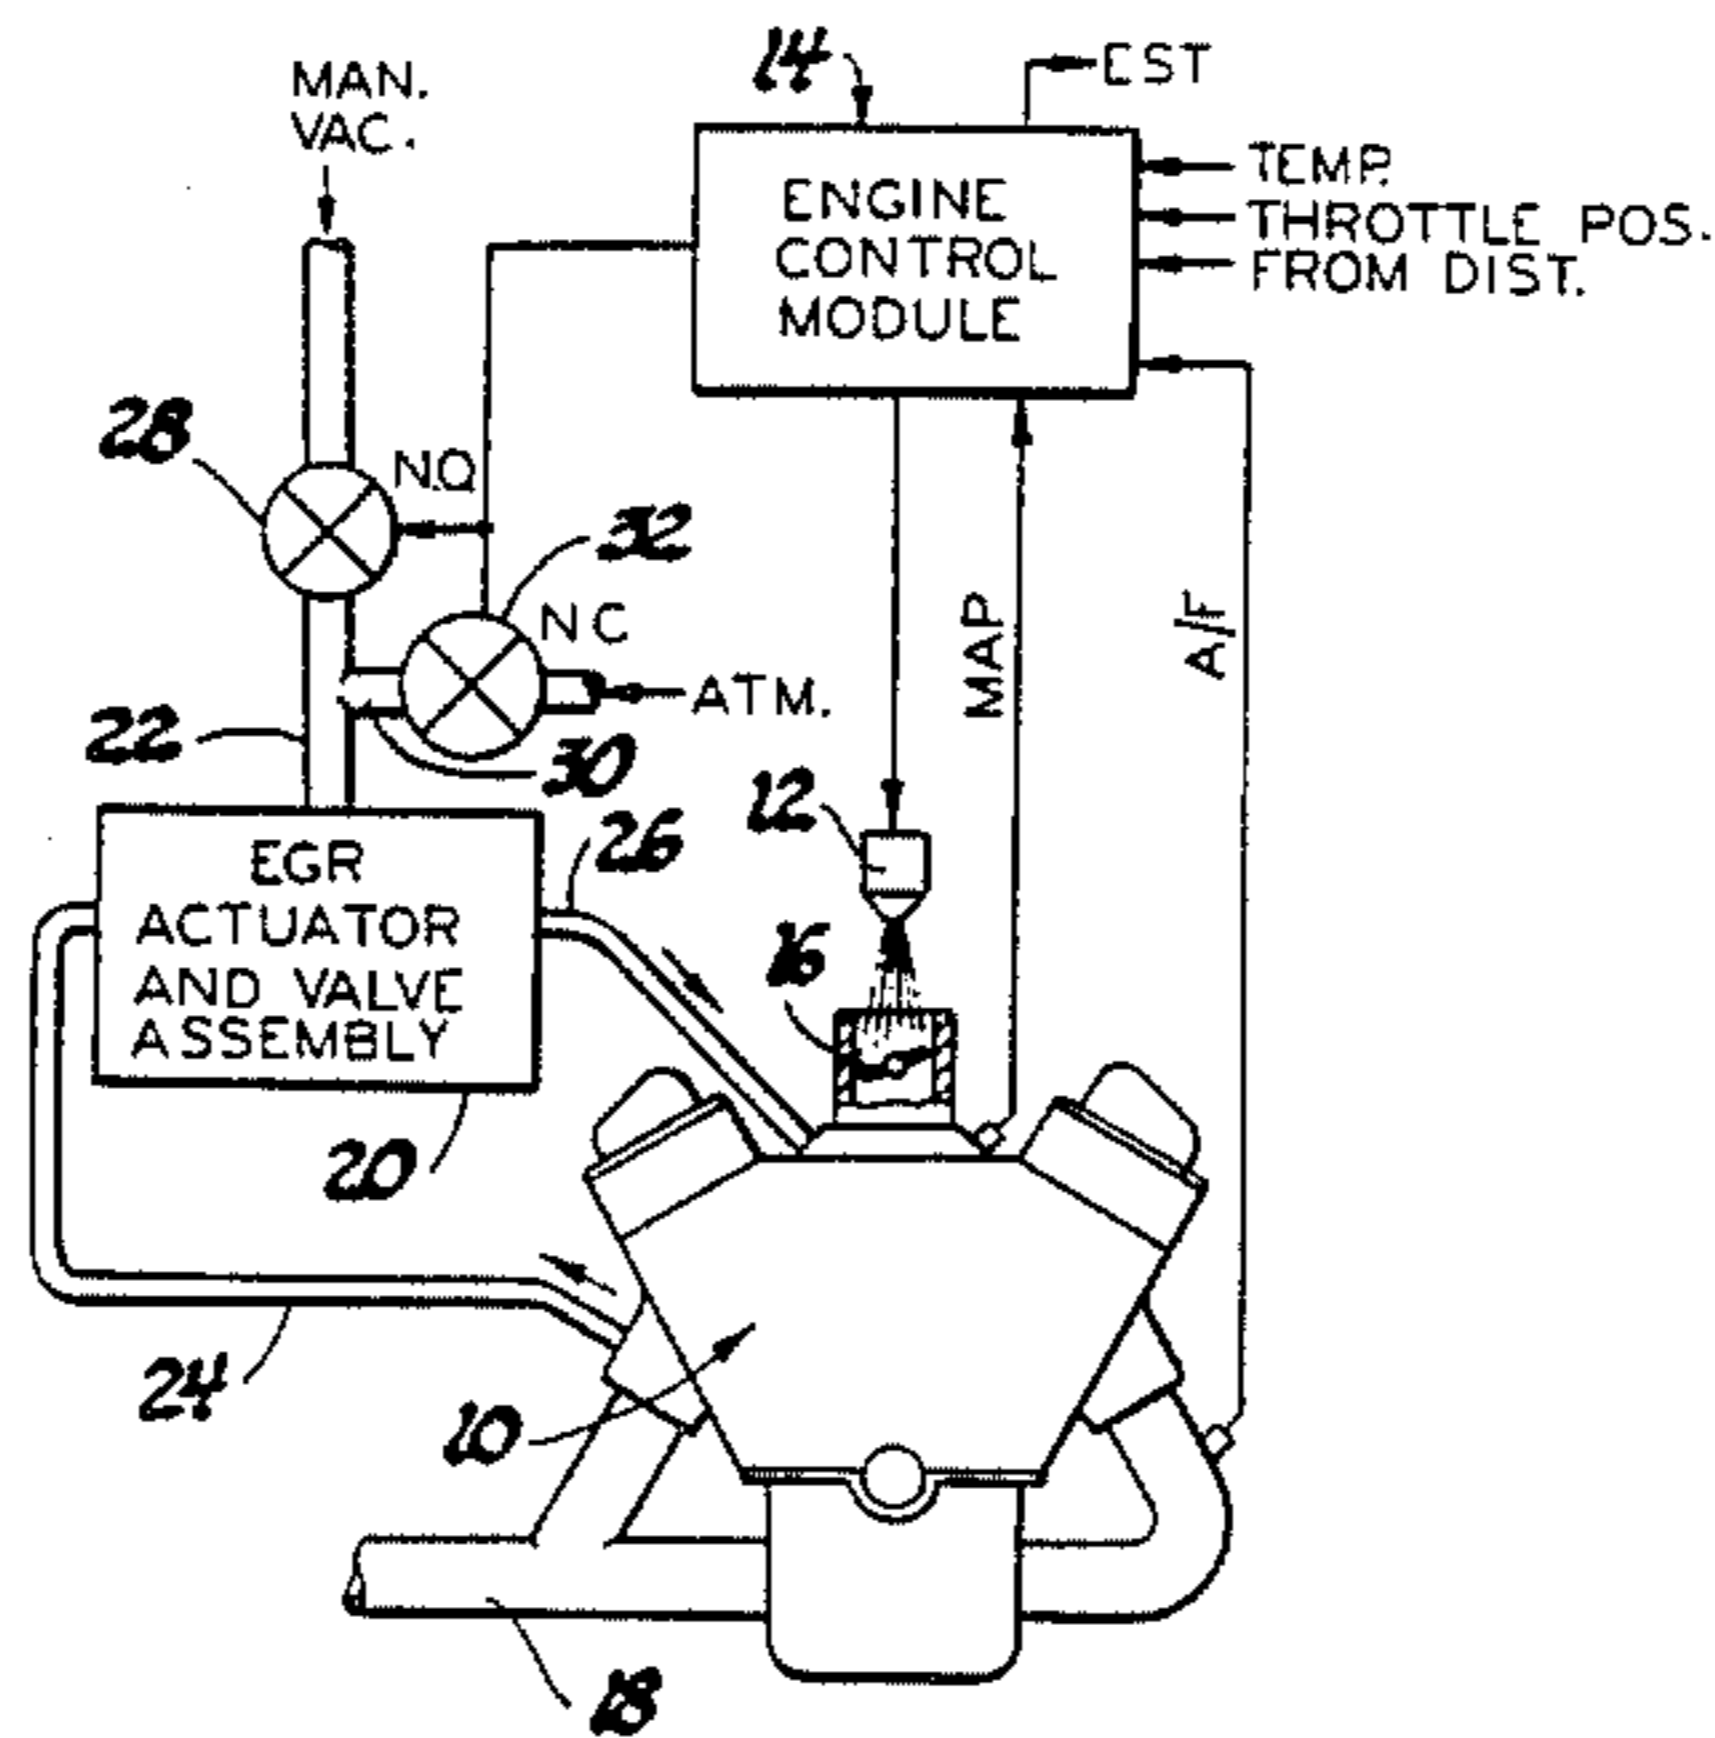 14
EST
MAN.
VAC.
ENGINE
CONTROL
MODULE
TEMP.
THROTTLE POS.
FROM DIST.
28
N.O
32
NC
ATM.
MAP
A/F
22
30
12
26
EGR
ACTUATOR
AND VALVE
ASSEMBLY
16
20
24
10
18